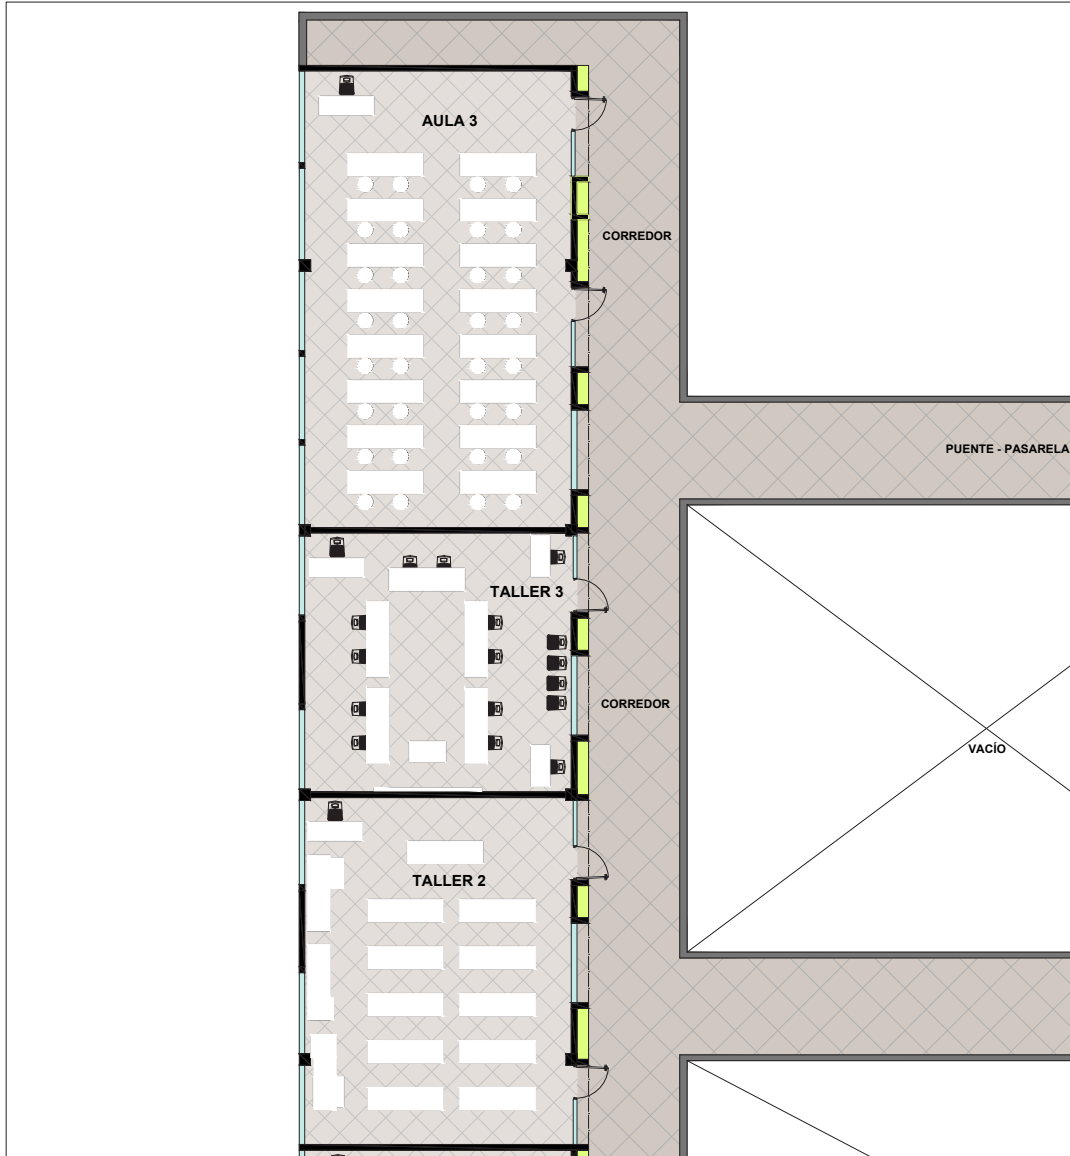 AULA 3
CORREDOR
PUENTE - PASARELA
TALLER 3
CORREDOR
VACÍO
TALLER 2